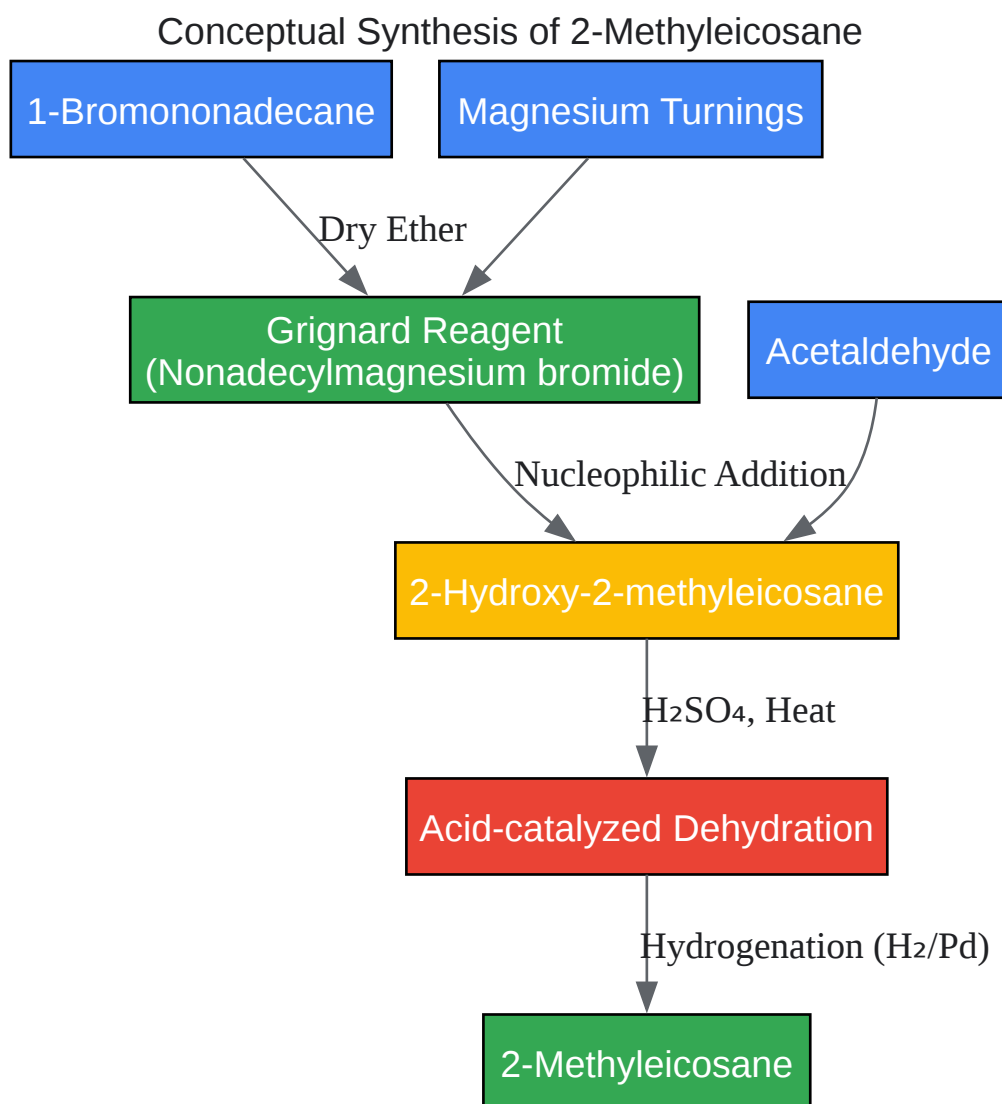 Conceptual Synthesis of 2-Methyleicosane
1-Bromononadecane
Magnesium Turnings
Dry Ether
Grignard Reagent
(Nonadecylmagnesium bromide)
Acetaldehyde
Nucleophilic Addition
2-Hydroxy-2-methyleicosane
H₂SO₄, Heat
Acid-catalyzed Dehydration
Hydrogenation (H₂/Pd)
2-Methyleicosane